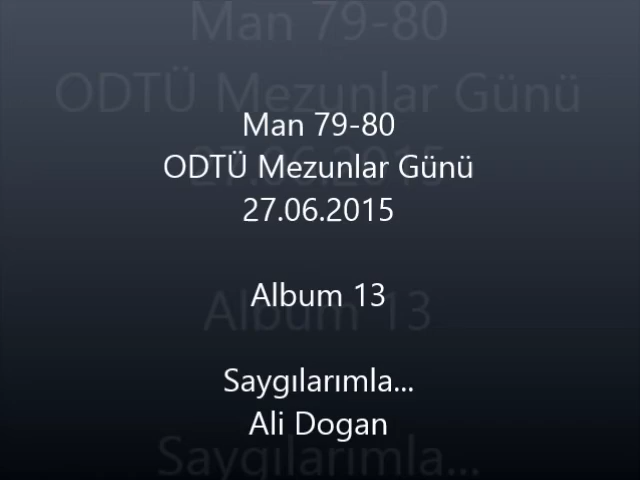 Man 79-80
ODTÜ Mezunlar Günü
27.06.2015
Album 13
Saygılarımla...
Ali Dogan